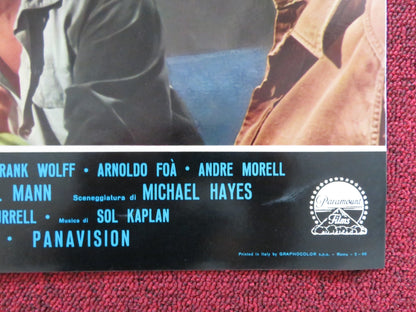 RANK WOLFF • ARNOLDO FOÀ • ANDRE MORELL
L MANN Sceneggiatura di MICHAEL HAYES
URRELL • Musica di SOL KAPLAN
• PANAVISION
Paramount
Films
Printed in Italy by GRAPHOCOLOR s.p.a. - Roma -